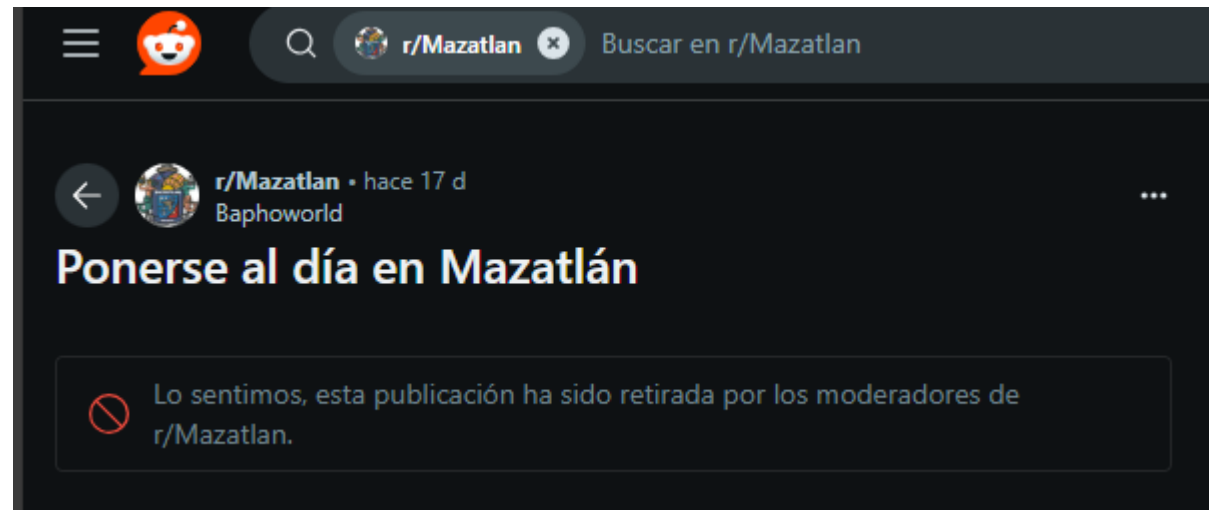 r/Mazatlan Buscar en r/Mazatlan
r/Mazatlan • hace 17 d
Baphoworld
Ponerse al día en Mazatlán
Lo sentimos, esta publicación ha sido retirada por los moderadores de
r/Mazatlan.